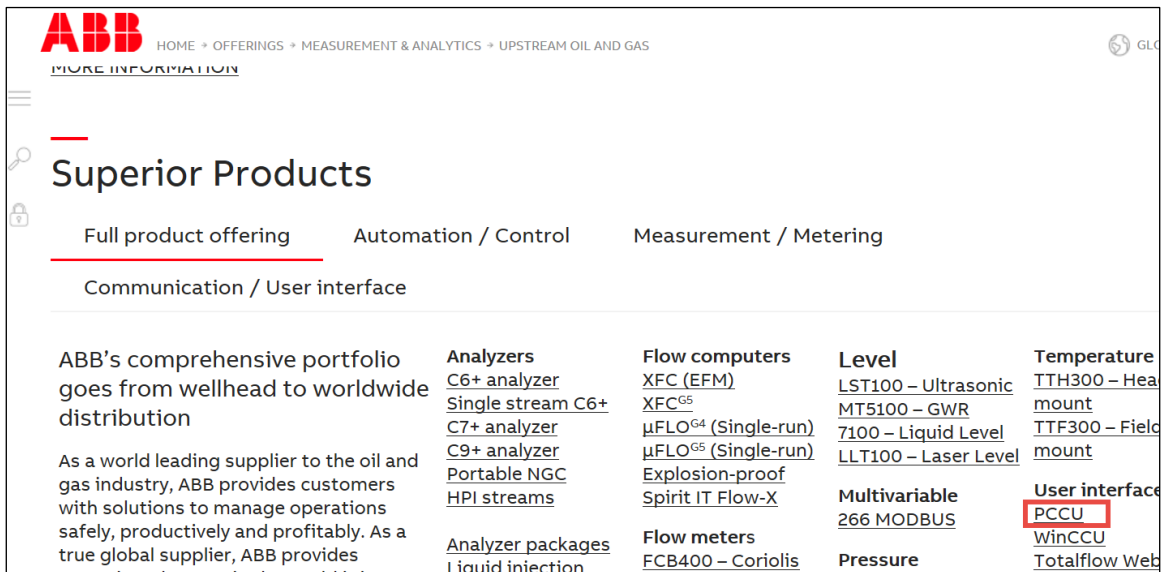 ABB
HOME → OFFERINGS → MEASUREMENT & ANALYTICS → UPSTREAM OIL AND GAS
MORE INFORMATION
Superior Products
Full product offering
Automation / Control
Measurement / Metering
Communication / User interface
ABB's comprehensive portfolio
goes from wellhead to worldwide
distribution
As a world leading supplier to the oil and
gas industry, ABB provides customers
with solutions to manage operations
safely, productively and profitably. As a
true global supplier, ABB provides
Analyzers
C6+ analyzer
Single stream C6+
C7+ analyzer
C9+ analyzer
Portable NGC
HPI streams
Analyzer packages
Liquid injection
Flow computers
XFC (EFM)
XFCG5
µFLOG4 (Single-run)
µFLOG5 (Single-run)
Explosion-proof
Spirit IT Flow-X
Flow meters
FCB400 – Coriolis
Level
LST100 – Ultrasonic
MT5100 – GWR
7100 – Liquid Level
LLT100 – Laser Level
Multivariable
266 MODBUS
Pressure
Temperature
TTH300 –
mount
TTF300 – Field
mount
User interface
PCCU
WinCCU
Totalflow Web